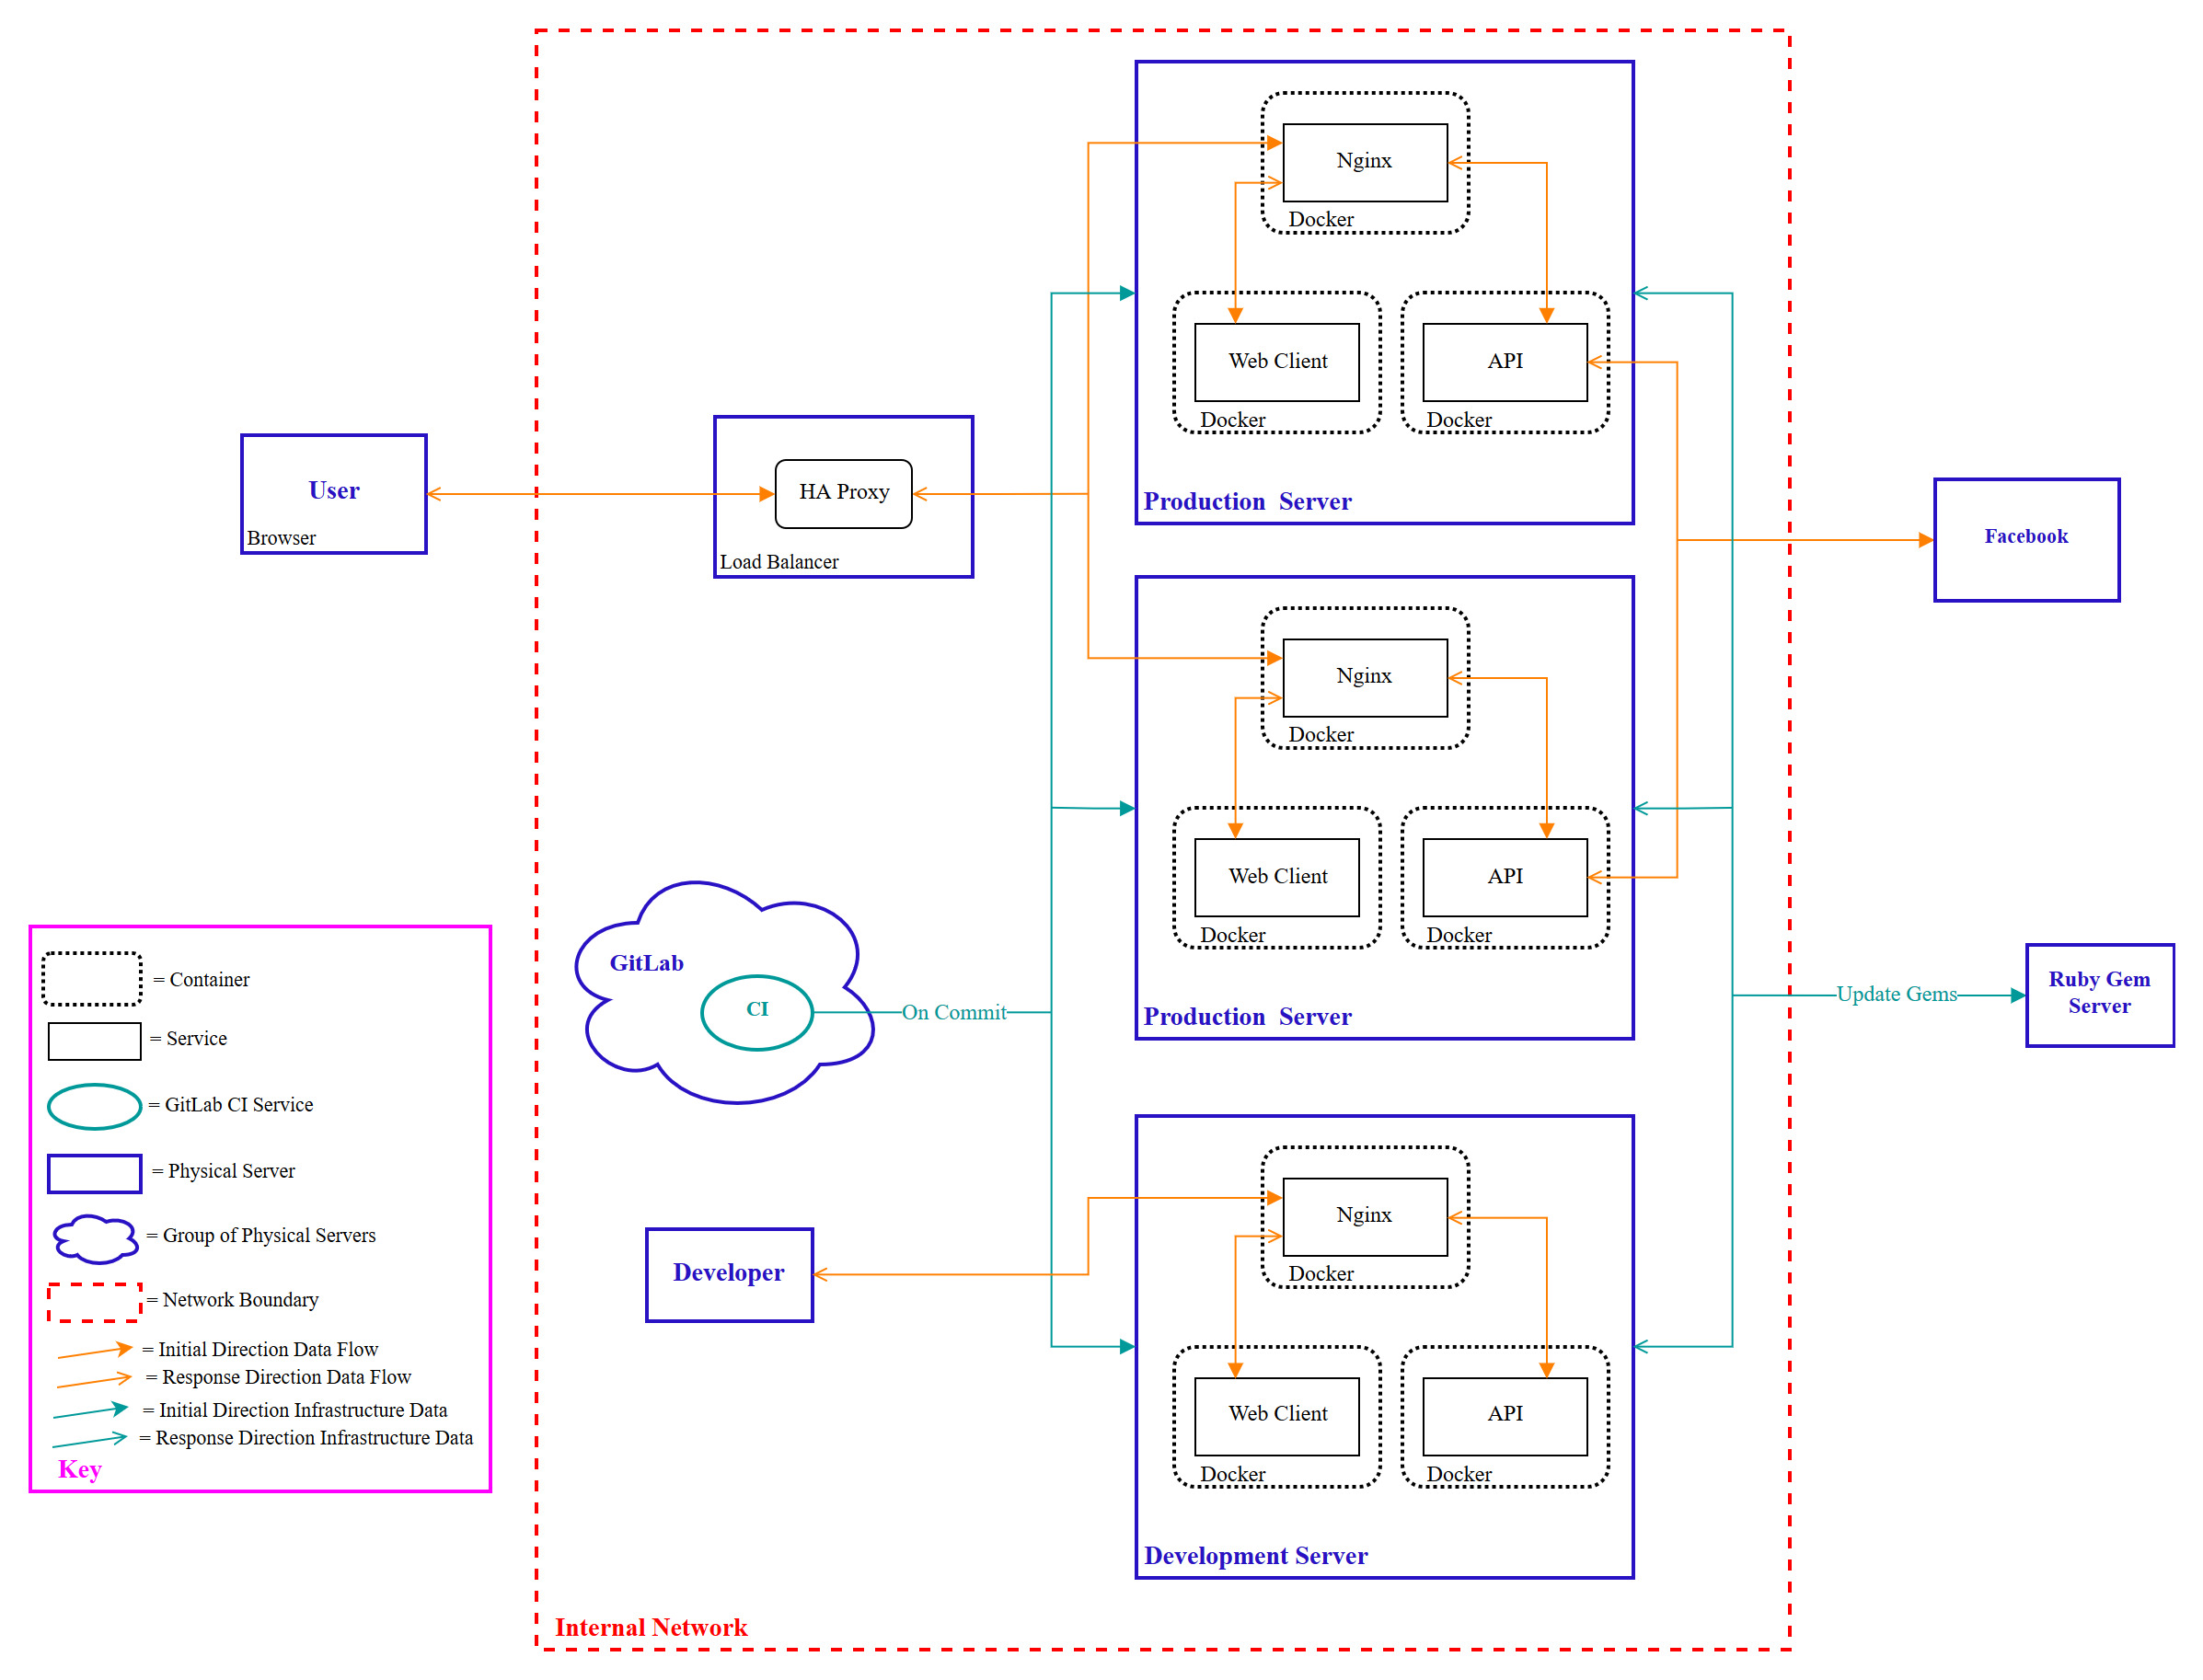 Nginx
Docker
Web Client
API
Docker
Docker
Production  Server
User
Browser
HA Proxy
Load Balancer
Facebook
Nginx
Docker
Web Client
API
Docker
Docker
Production  Server
GitLab
CI
On Commit
Update Gems
Ruby Gem
Server
Developer
Nginx
Docker
Web Client
API
Docker
Docker
Development Server
Internal Network
= Container
= Service
= GitLab CI Service
= Physical Server
= Group of Physical Servers
= Network Boundary
= Initial Direction Data Flow
= Response Direction Data Flow
= Initial Direction Infrastructure Data
= Response Direction Infrastructure Data
Key